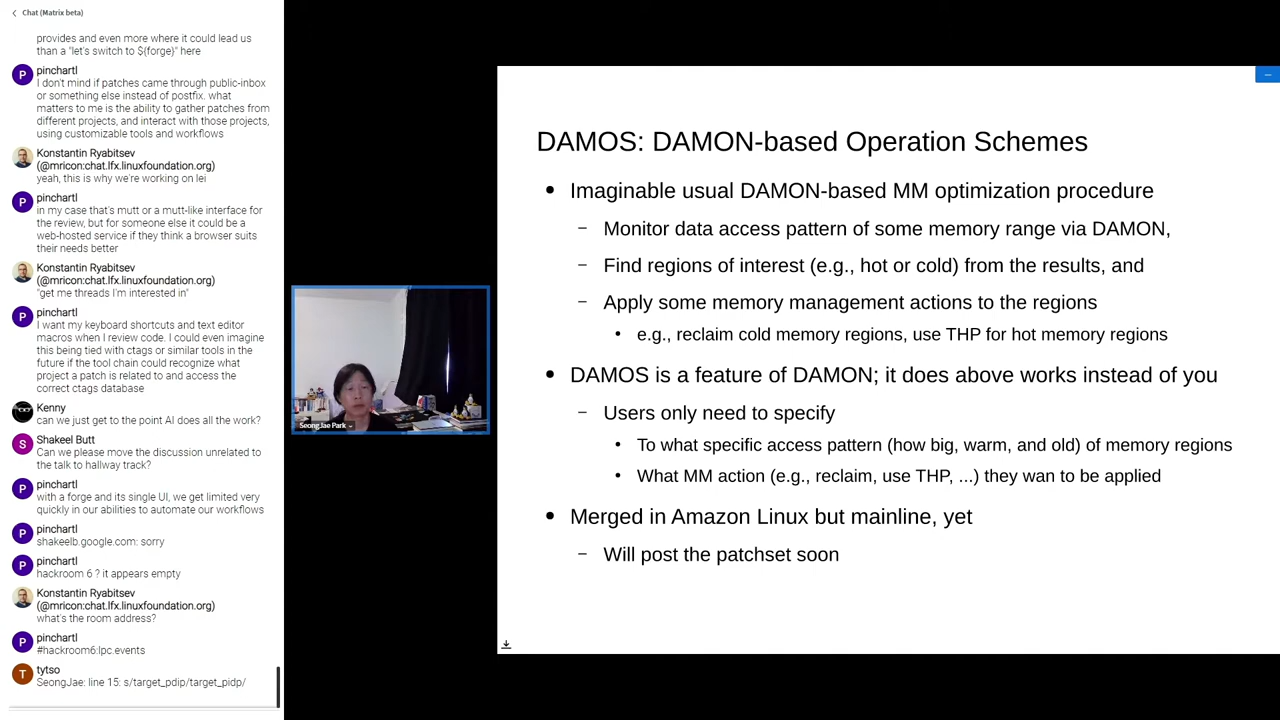 Chat (Matrix beta)
provides and even more where it could lead us
than a "let's switch to ${forge}" here
P
pinchartl
I don't mind if patches came through public-inbox
or something else instead of postfix. what
matters to me is the ability to gather patches from
different projects, and interact with those projects,
using customizable tools and workflows
Konstantin Ryabitsev
(@mricon:chat.lfx.linuxfoundation.org)
yeah, this is why we're working on lei
P
pinchartl
in my case that's mutt or a mutt-like interface for
the review, but for someone else it could be a
web-hosted service if they think a browser suits
their needs better
Konstantin Ryabitsev
(@mricon:chat.lfx.linuxfoundation.org)
"get me threads I'm interested in"
P
pinchartl
I want my keyboard shortcuts and text editor
macros when I review code. I could even imagine
this being tied with ctags or similar tools in the
future if the tool chain could recognize what
project a patch is related to and access the
correct ctags database
Kenny
can we just get to the point AI does all the work?
S
Shakeel Butt
Can we please move the discussion unrelated to
the talk to hallway track?
P
pinchartl
with a forge and its single UI, we get limited very
quickly in our abilities to automate our workflows
P
pinchartl
shakeelb.google.com: sorry
P
pinchartl
hackroom 6 ? it appears empty
Konstantin Ryabitsev
(@mricon:chat.lfx.linuxfoundation.org)
what's the room address?
P
pinchartl
#hackroom6:lpc.events
T
tytso
SeongJae: line 15: s/target_pdip/target_pidp/
SeongJae Park
DAMOS: DAMON-based Operation Schemes
• Imaginable usual DAMON-based MM optimization procedure
– Monitor data access pattern of some memory range via DAMON,
– Find regions of interest (e.g., hot or cold) from the results, and
– Apply some memory management actions to the regions
• e.g., reclaim cold memory regions, use THP for hot memory regions
• DAMOS is a feature of DAMON; it does above works instead of you
– Users only need to specify
• To what specific access pattern (how big, warm, and old) of memory regions
• What MM action (e.g., reclaim, use THP, ...) they wan to be applied
• Merged in Amazon Linux but mainline, yet
– Will post the patchset soon